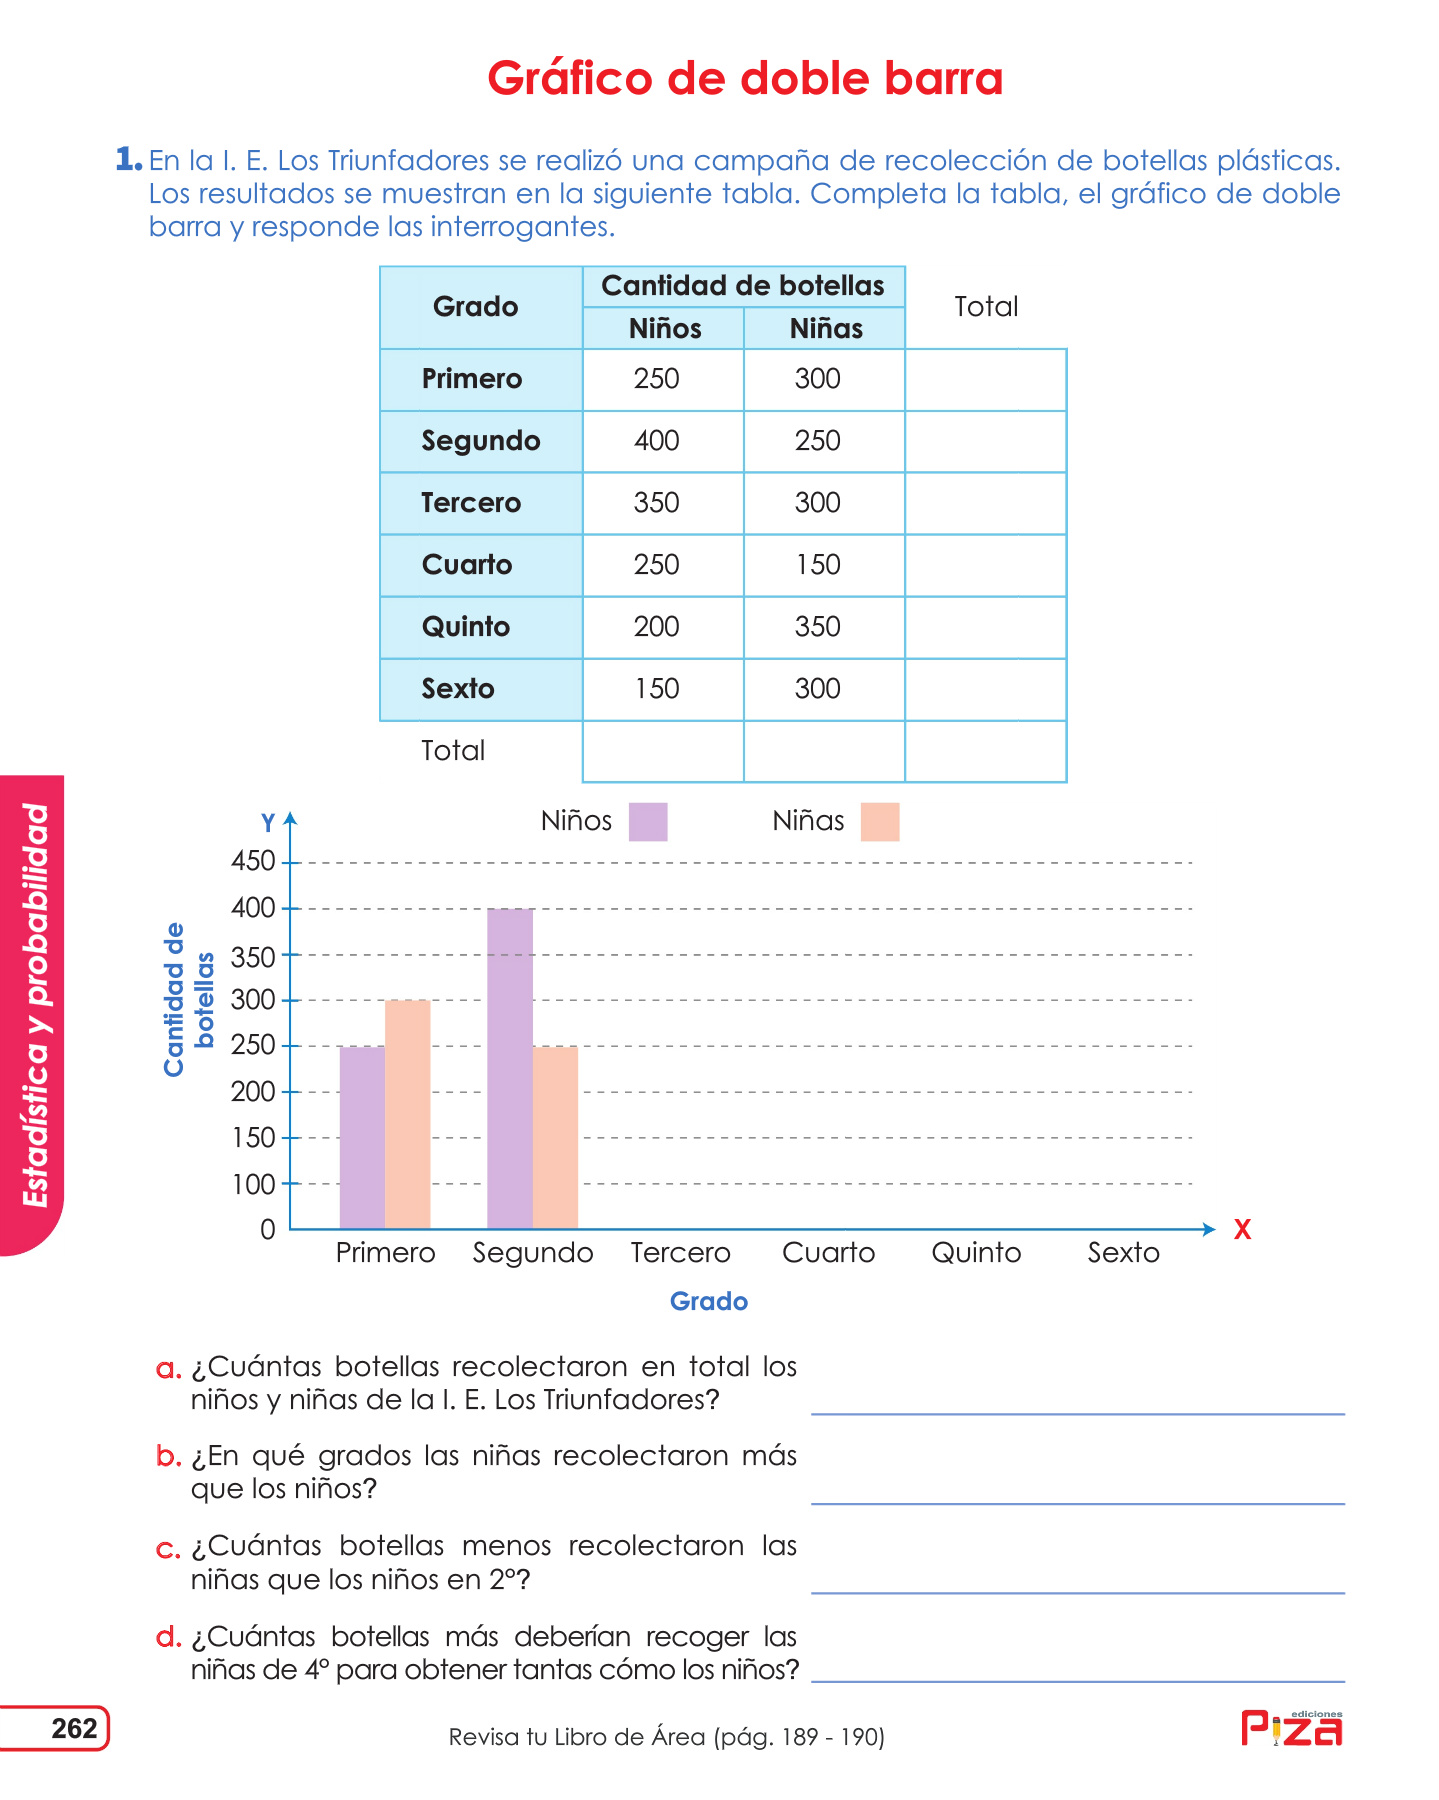 Gráfico de doble barra
1. En la I. E. Los Triunfadores se realizó una campaña de recolección de botellas plásticas.
Los resultados se muestran en la siguiente tabla. Completa la tabla, el gráfico de doble
barra y responde las interrogantes.
Grado Cantidad de botellas Total
Niños Niñas
Primero 250 300
Segundo 400 250
Tercero 350 300
Cuarto 250 150
Quinto 200 350
Sexto 150 300
Total
Estadística y probabilidad
Niños Niñas
Y
Cantidad de
botellas
450
400
350
300
250
200
150
100
0
X
Primero Segundo Tercero Cuarto Quinto Sexto
Grado
a. ¿Cuántas botellas recolectaron en total los
niños y niñas de la I. E. Los Triunfadores?
b. ¿En qué grados las niñas recolectaron más
que los niños?
c. ¿Cuántas botellas menos recolectaron las
niñas que los niños en 2°?
d. ¿Cuántas botellas más deberían recoger las
niñas de 4° para obtener tantas cómo los niños?
262
Revisa tu Libro de Área (pág. 189 - 190)
ediciones
Piza